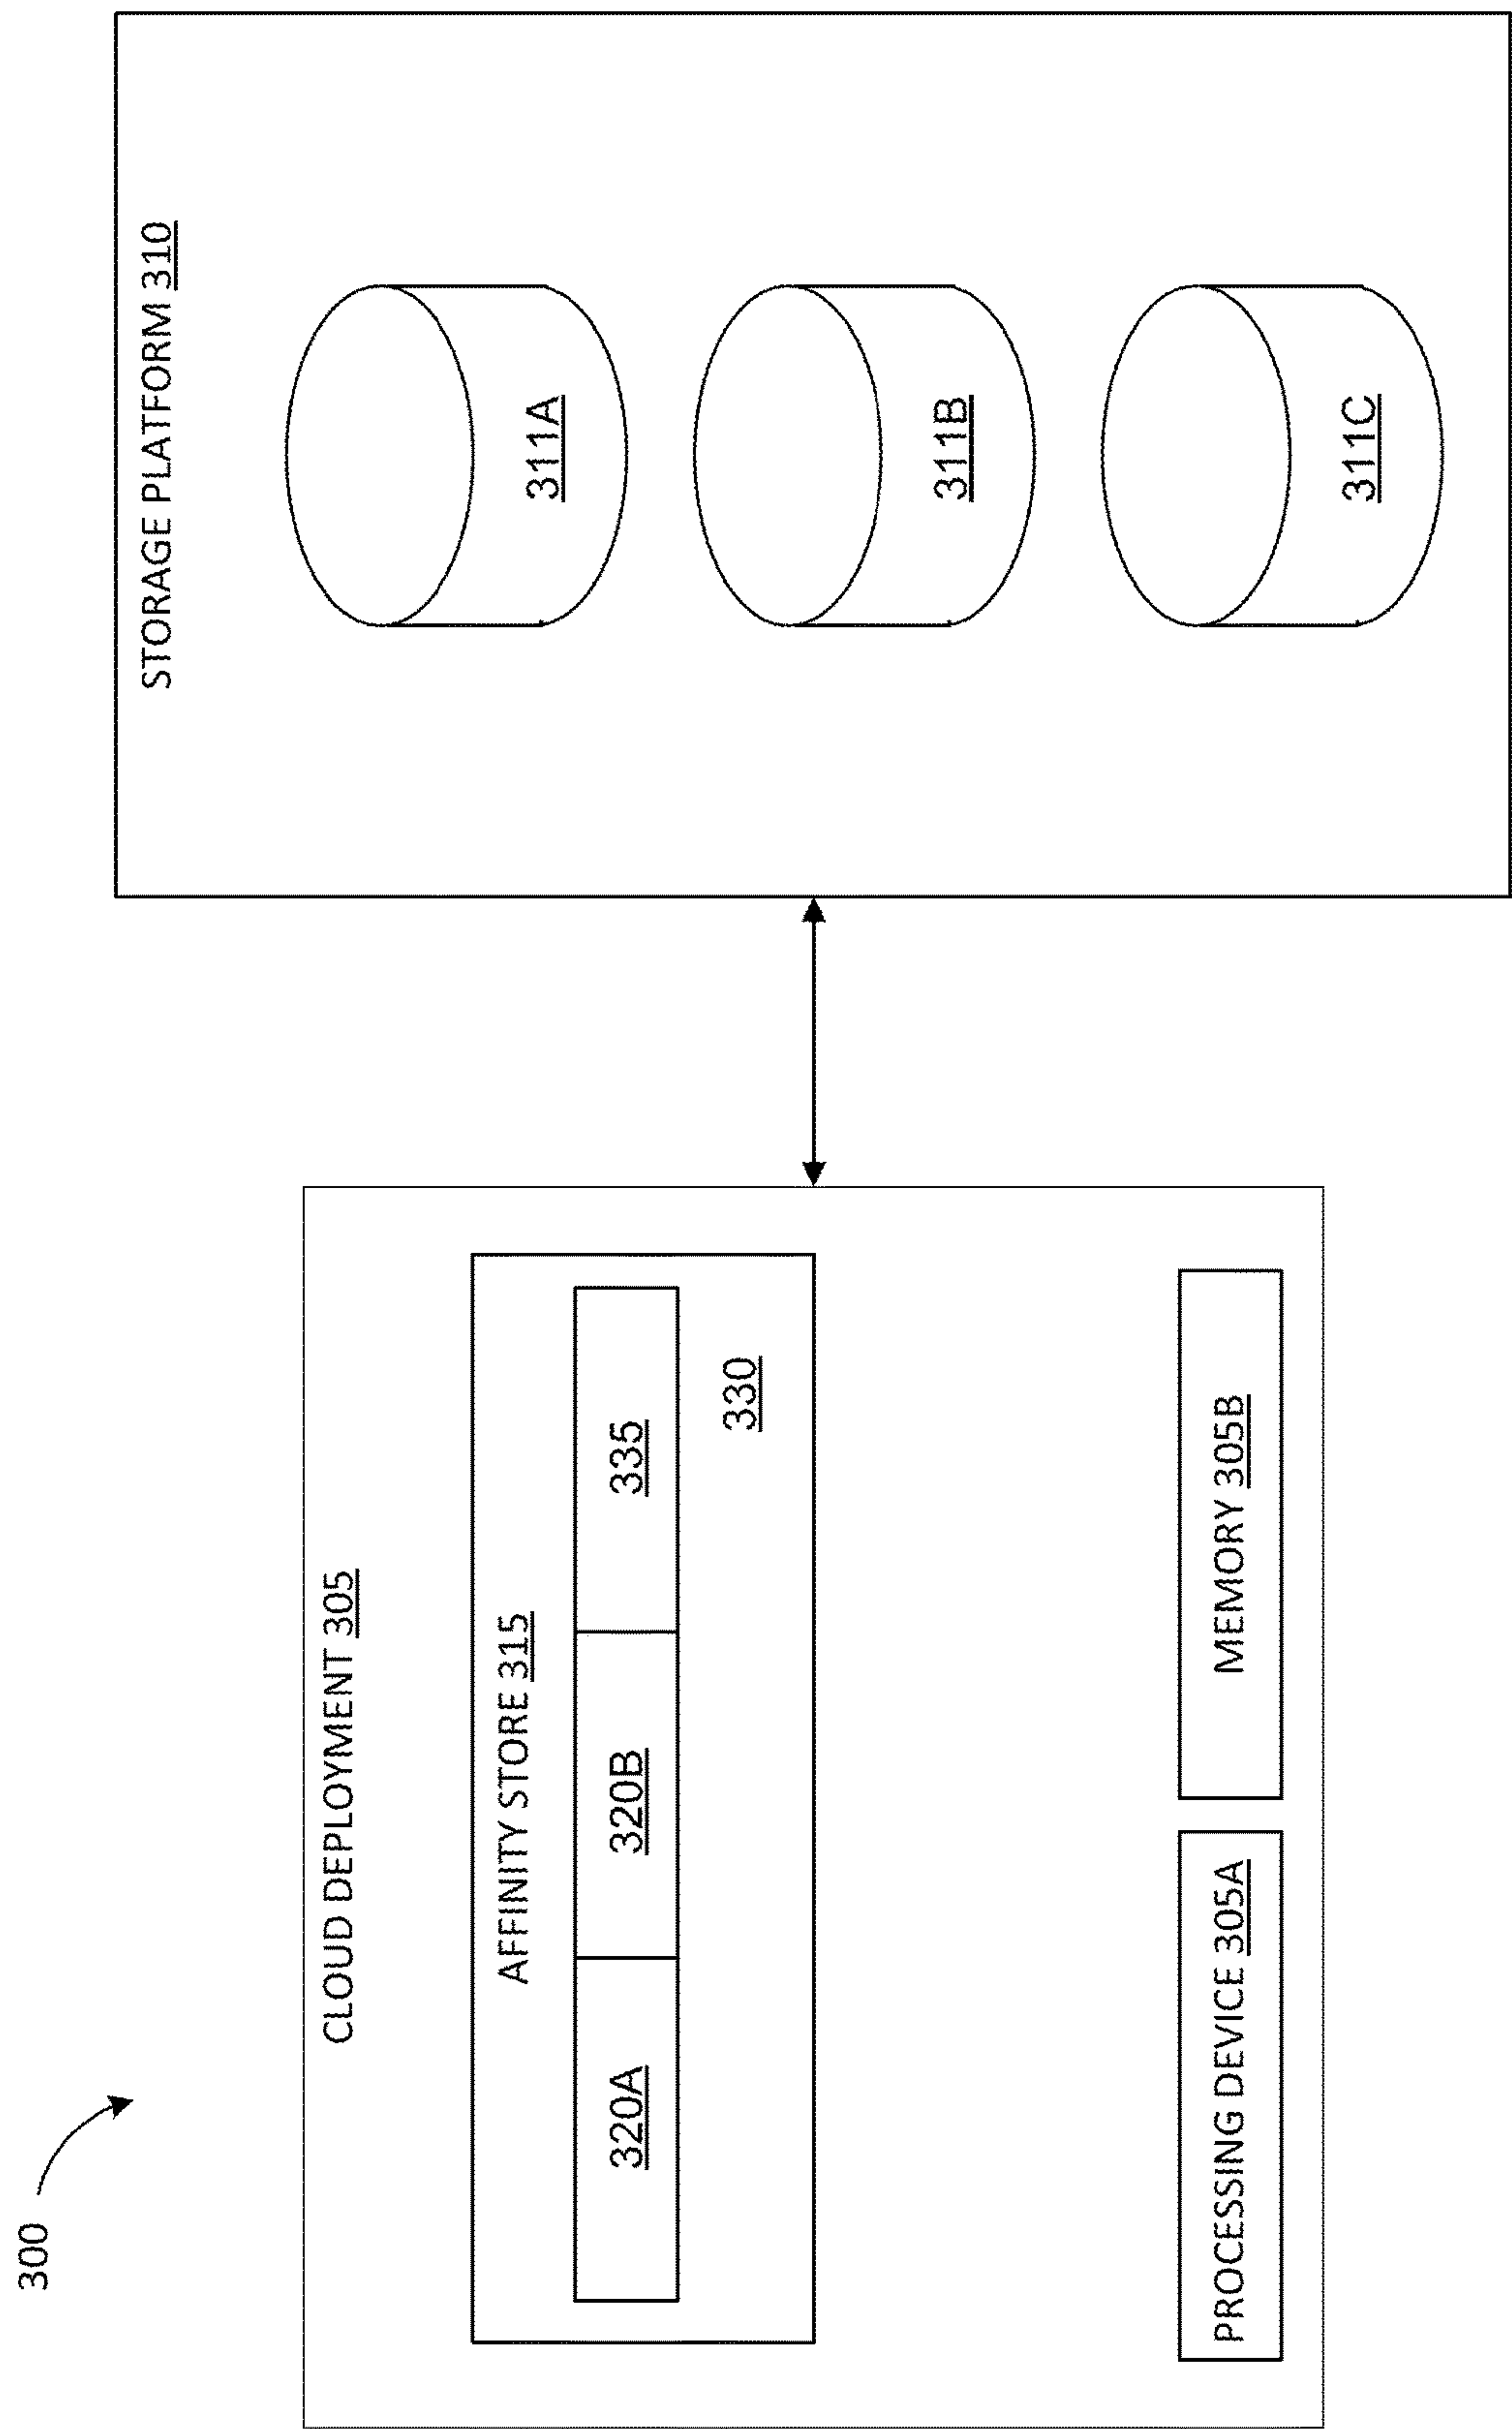 300
CLOUD DEPLOYMENT 305
AFFINITY STORE 315
320A
320B
335
330
PROCESSING DEVICE 305A
MEMORY 305B
STORAGE PLATFORM 310
311A
311B
311C